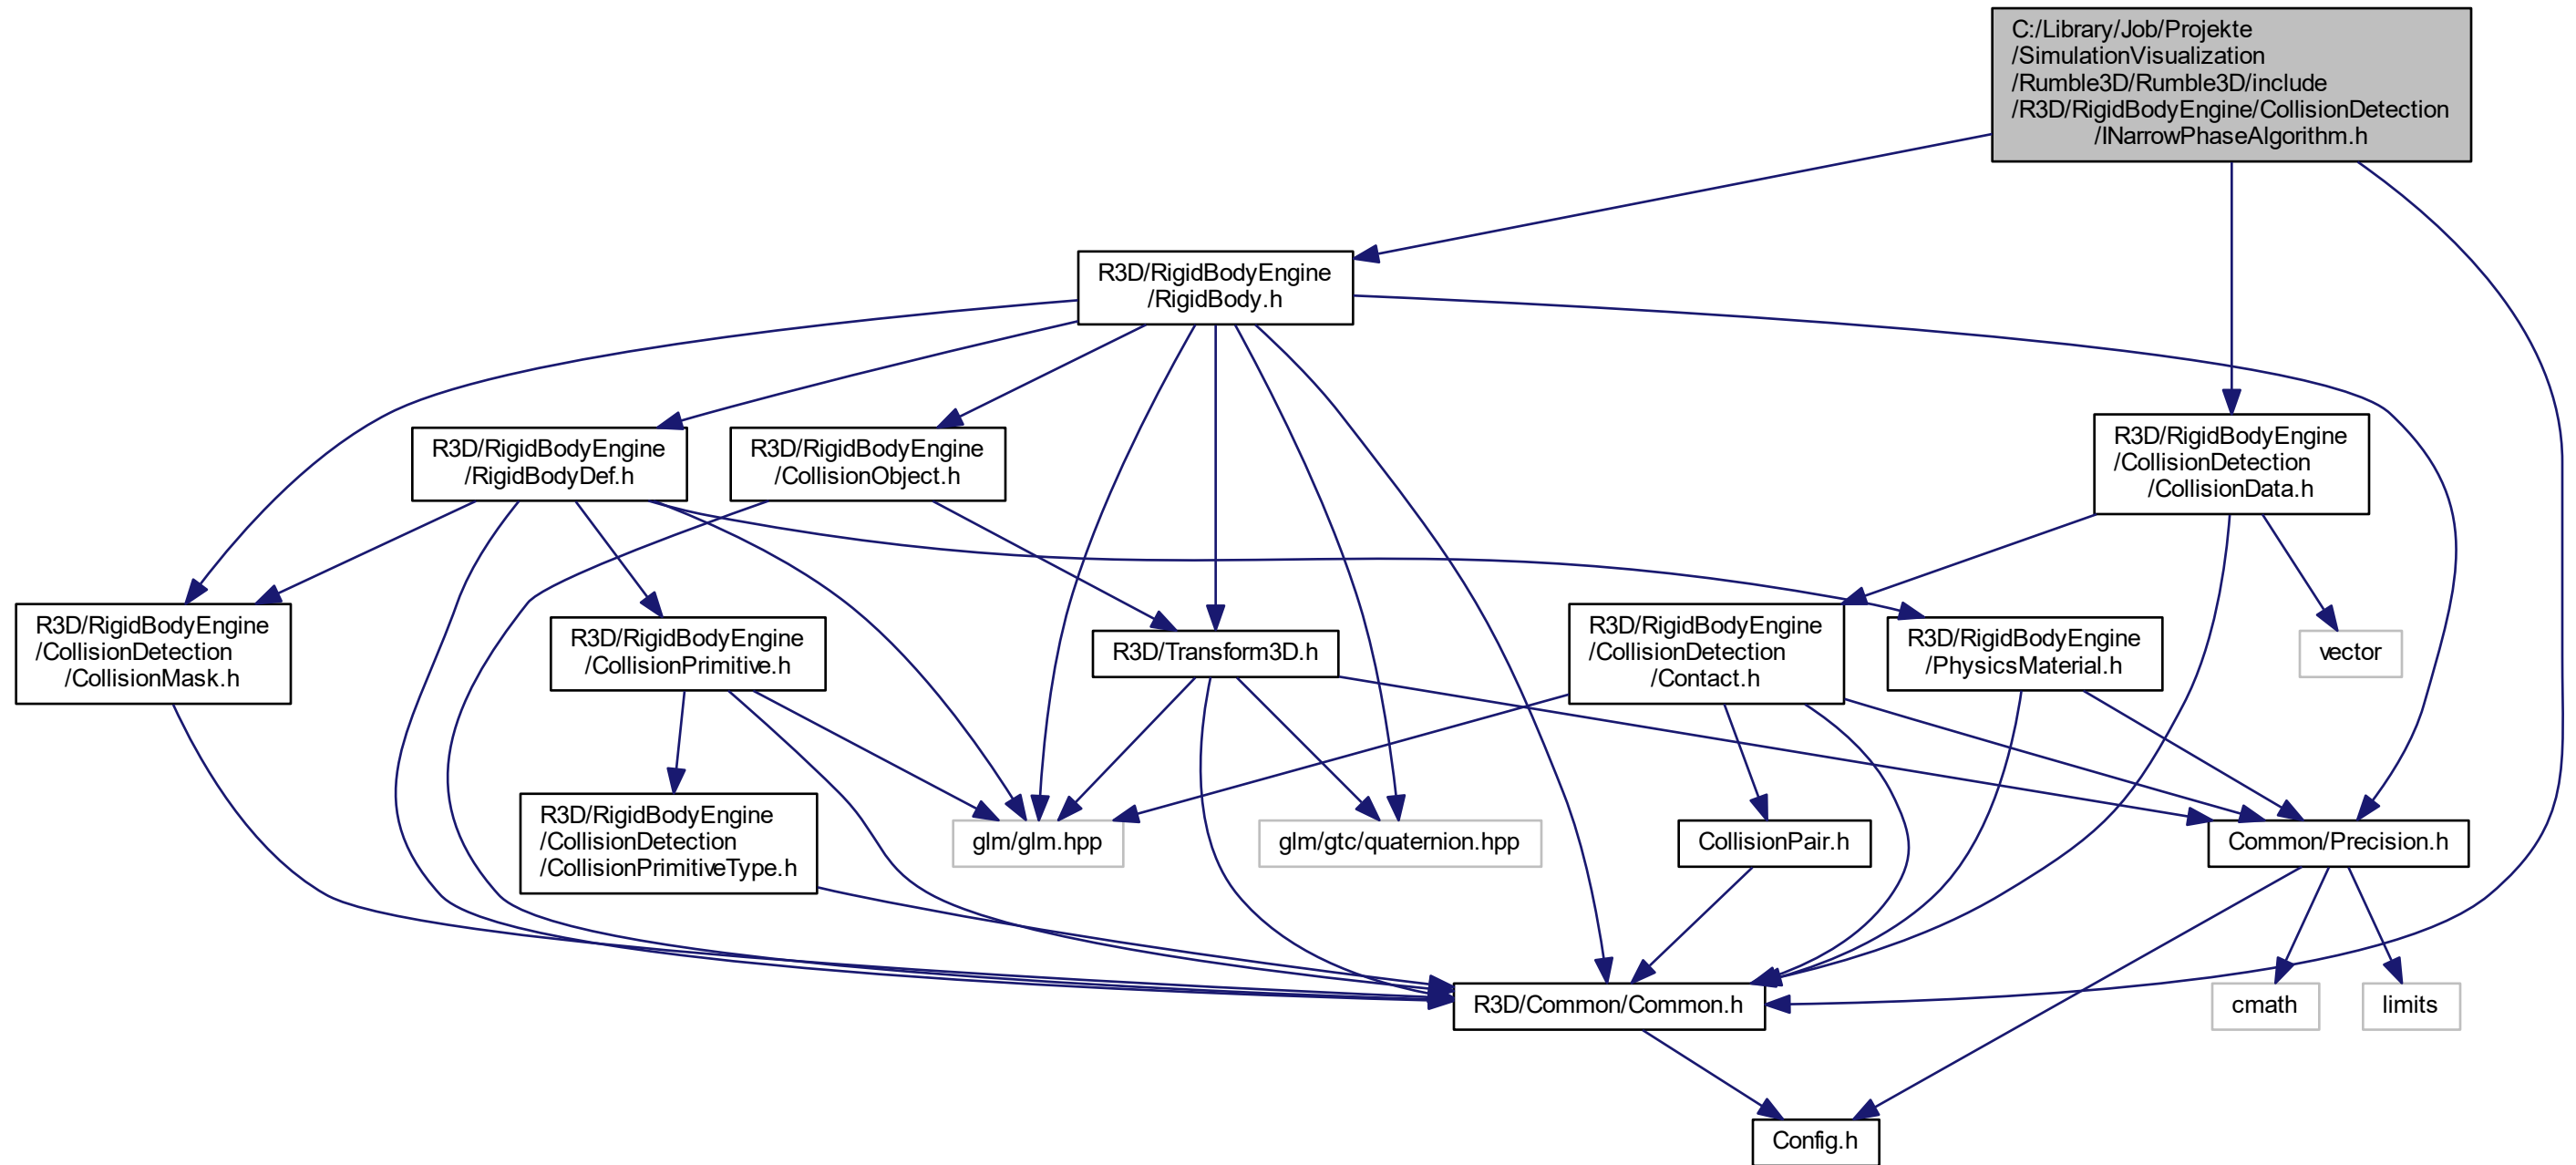 C:/Library/Job/Projekte
/SimulationVisualization
/Rumble3D/Rumble3D/include
/R3D/RigidBodyEngine/CollisionDetection
/INarrowPhaseAlgorithm.h
R3D/RigidBodyEngine
/RigidBody.h
R3D/RigidBodyEngine
/RigidBodyDef.h
R3D/RigidBodyEngine
/CollisionObject.h
R3D/RigidBodyEngine
/CollisionDetection
/CollisionData.h
R3D/RigidBodyEngine
/CollisionDetection
/CollisionMask.h
R3D/RigidBodyEngine
/CollisionPrimitive.h
R3D/Transform3D.h
R3D/RigidBodyEngine
/CollisionDetection
/Contact.h
R3D/RigidBodyEngine
/PhysicsMaterial.h
vector
R3D/RigidBodyEngine
/CollisionDetection
/CollisionPrimitiveType.h
glm/glm.hpp
glm/gtc/quaternion.hpp
CollisionPair.h
Common/Precision.h
R3D/Common/Common.h
cmath
limits
Config.h